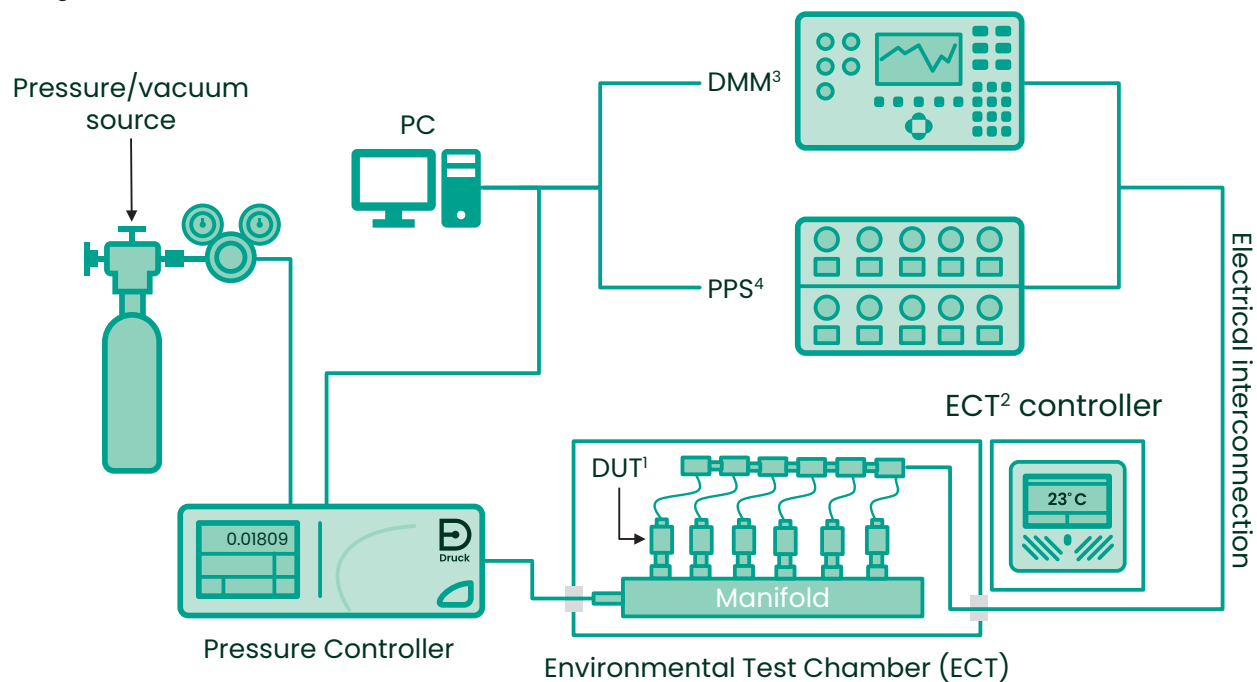 Pressure/vacuum
source
PC
DMM³
PPS⁴
Electrical interconnection
ECT² controller
23°C
DUT¹
0.01809
Druck
Manifold
Pressure Controller
Environmental Test Chamber (ECT)